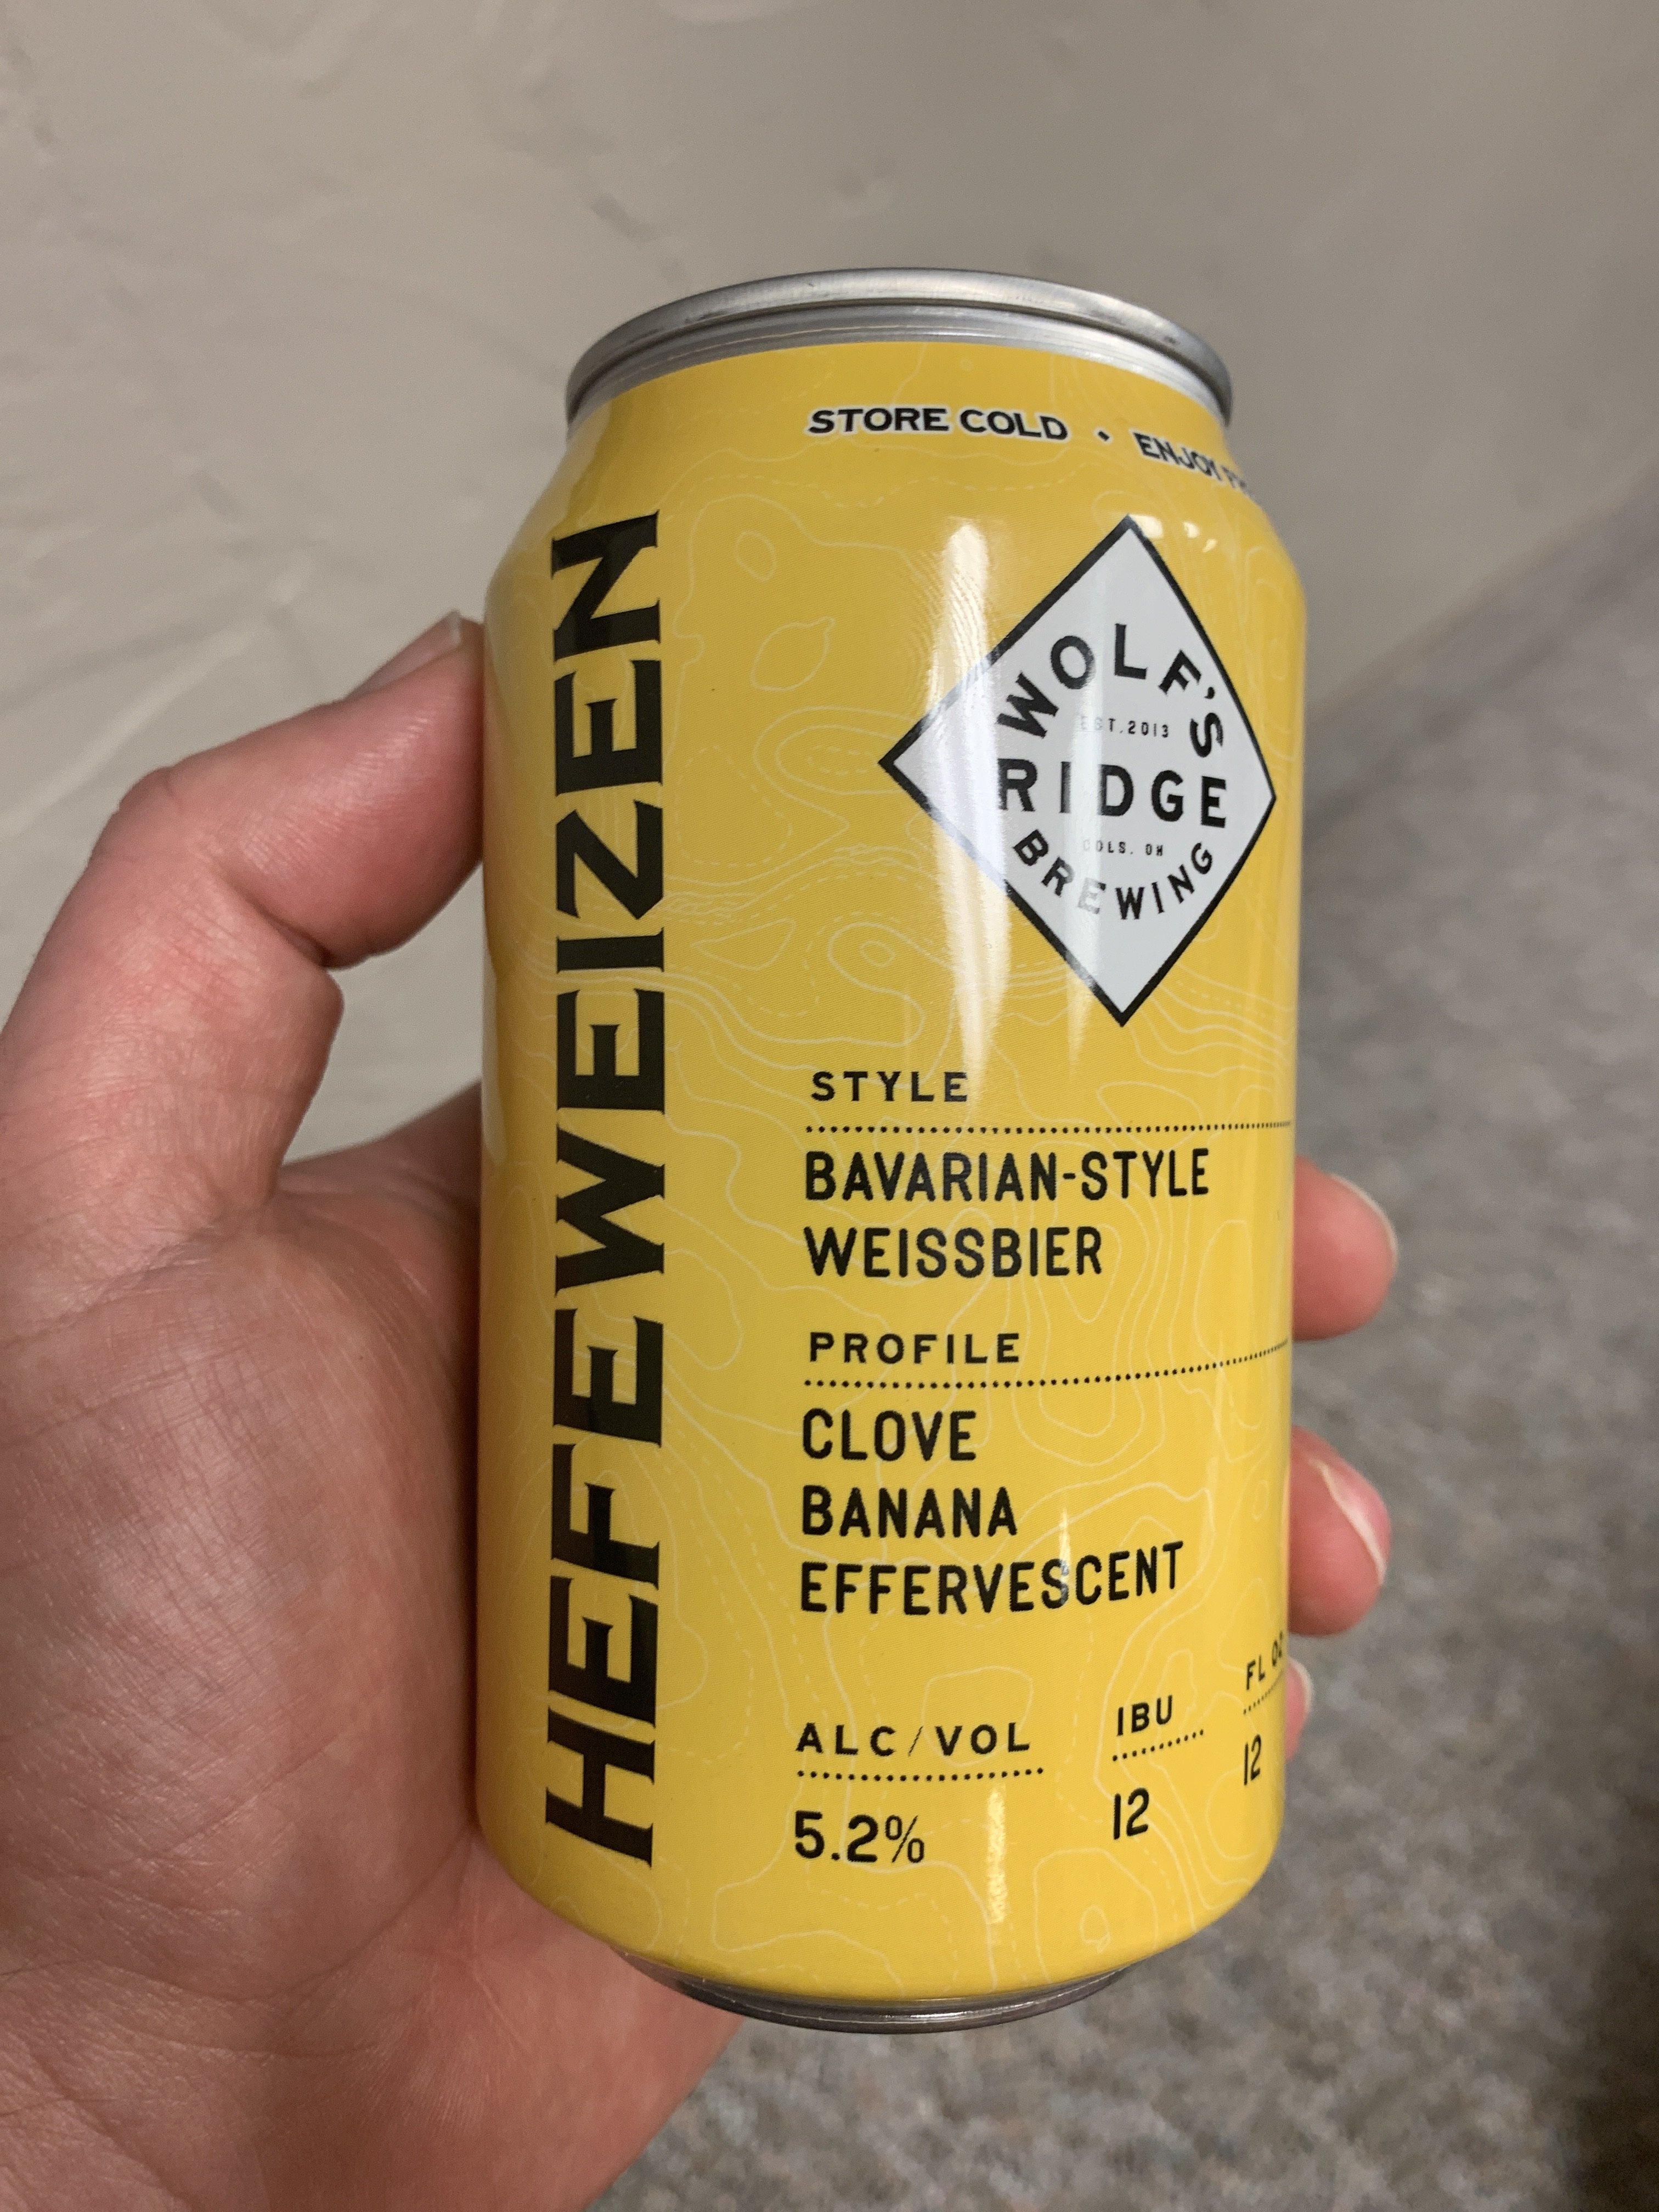 STORE COLD • ENJOY
HEFEWEIZEN
WOLF'S
EST. 2013
RIDGE
COLS. OH
BREWING
STYLE
BAVARIAN-STYLE
WEISSBIER
PROFILE
CLOVE
BANANA
EFFERVESCENT
ALC/VOL
5.2%
IBU
12
FL OZ
12